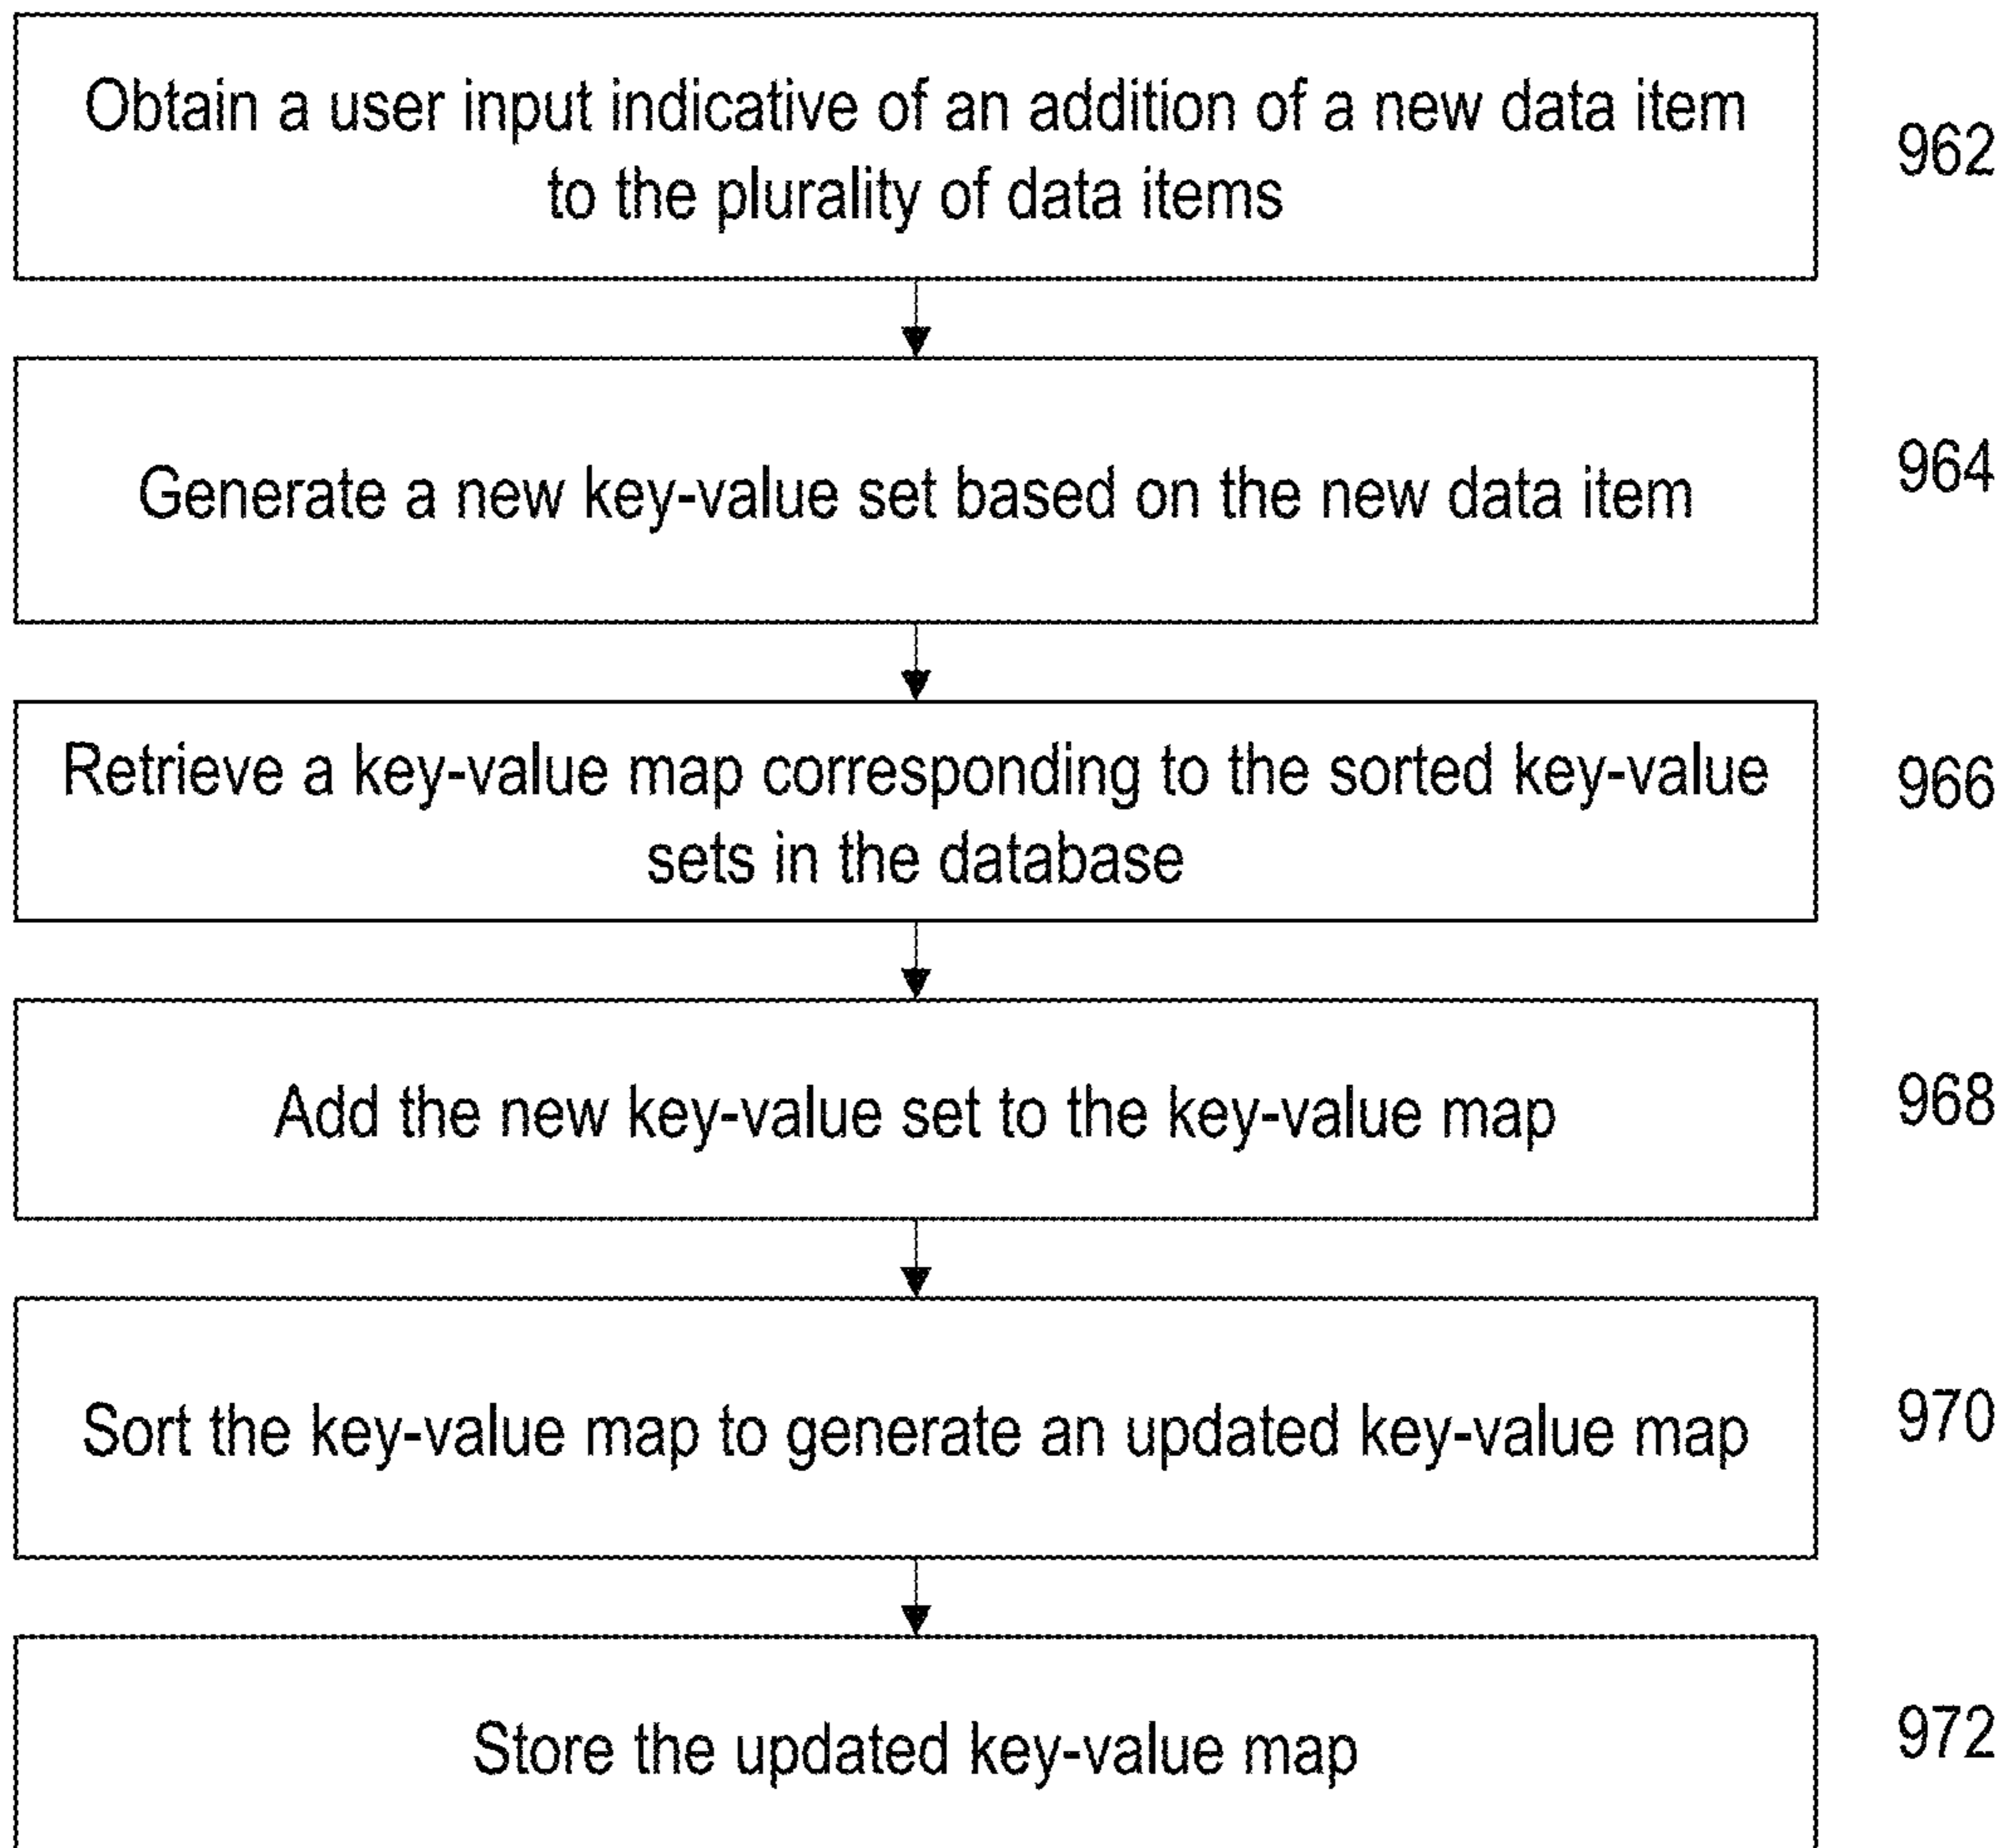 Obtain a user input indicative of an addition of a new data item
to the plurality of data items
962
Generate a new key-value set based on the new data item
964
Retrieve a key-value map corresponding to the sorted key-value
sets in the database
966
Add the new key-value set to the key-value map
968
Sort the key-value map to generate an updated key-value map
970
Store the updated key-value map
972